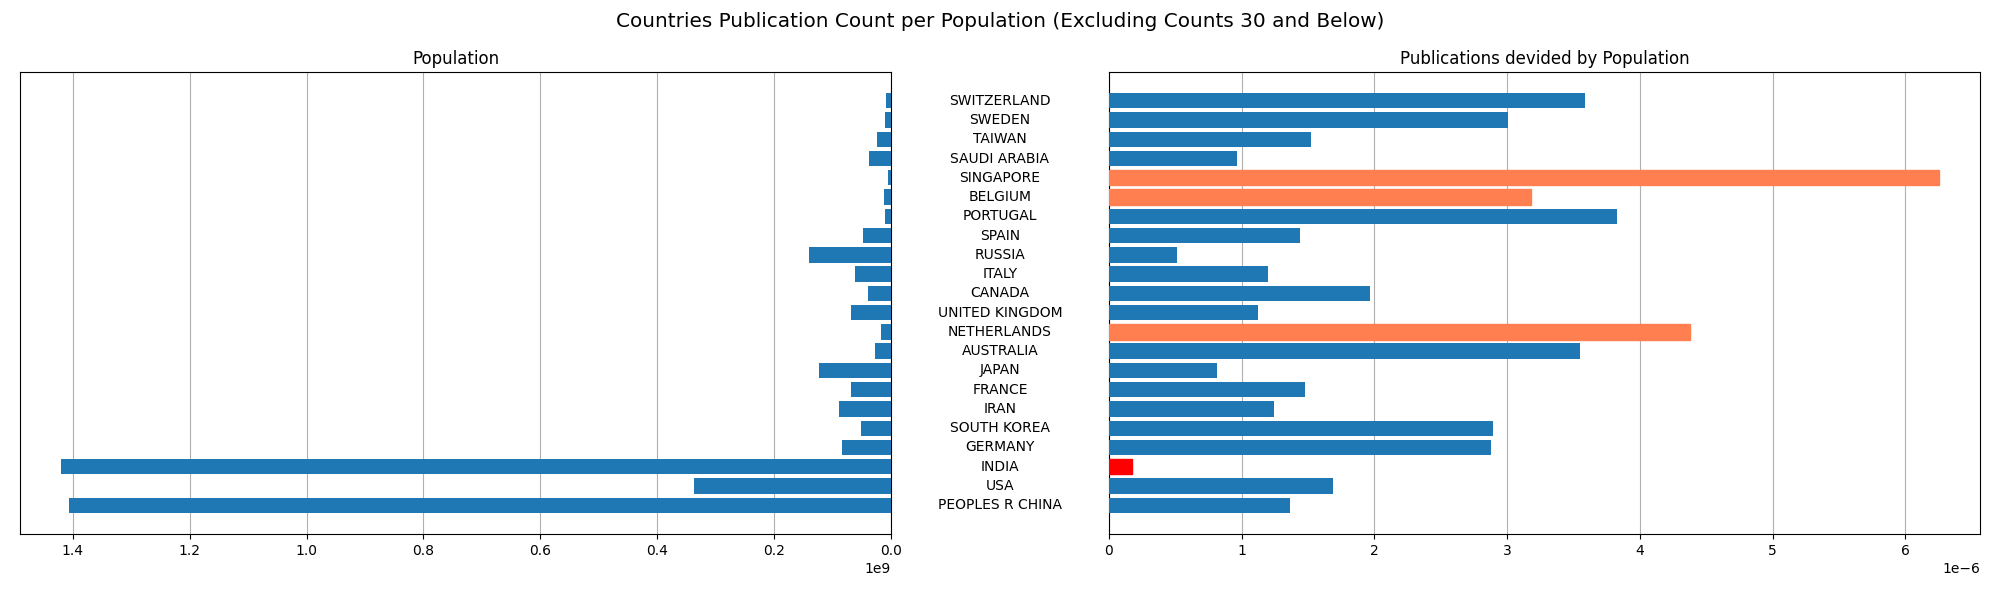 Countries Publication Count per Population (Excluding Counts 30 and Below)
Population
Publications devided by Population
SWITZERLAND
SWEDEN
TAIWAN
SAUDI ARABIA
SINGAPORE
BELGIUM
PORTUGAL
SPAIN
RUSSIA
ITALY
CANADA
UNITED KINGDOM
NETHERLANDS
AUSTRALIA
JAPAN
FRANCE
IRAN
SOUTH KOREA
GERMANY
INDIA
USA
PEOPLES R CHINA
1.4 1.2 1.0 0.8 0.6 0.4 0.2 0.0
1e9
0 1 2 3 4 5 6
1e−6